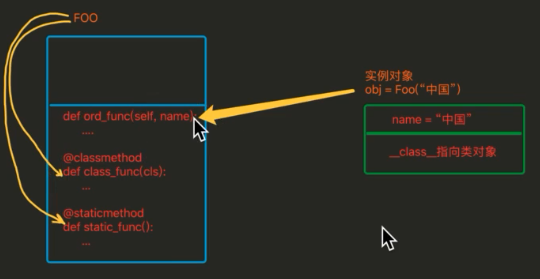 FOO
def ord_func(self, name)
....
@classmethod
def class_func(cls):
...
@staticmethod
def static_func():
...
实例对象
obj = Foo(“中国”)
name = “中国”
__class__指向类对象